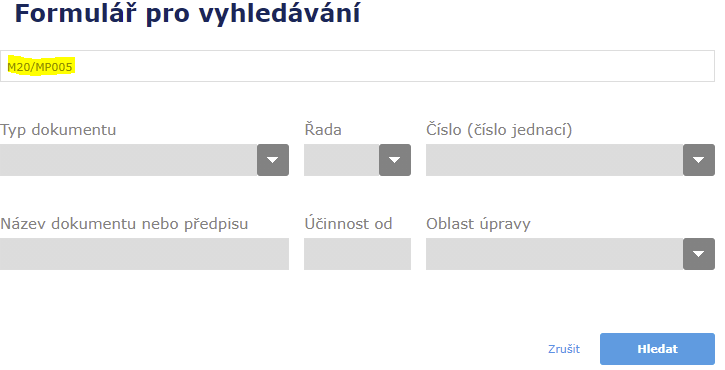 Formulář pro vyhledávání
M20/MP005
Typ dokumentu
Řada
Číslo (číslo jednací)
Název dokumentu nebo předpisu
Účinnost od
Oblast úpravy
Zrušit
Hledat